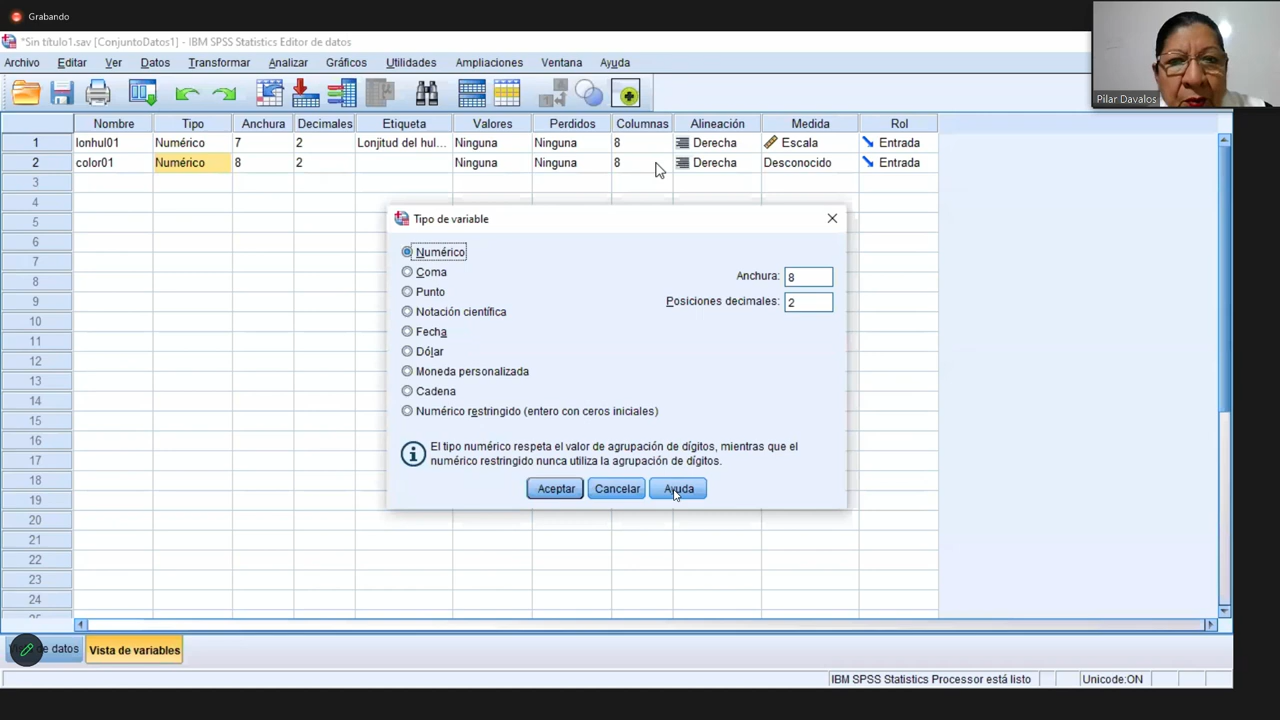 Grabando
*Sin título1.sav [ConjuntoDatos1] - IBM SPSS Statistics Editor de datos
Archivo Editar Ver Datos Transformar Analizar Gráficos Utilidades Ampliaciones Ventana Ayuda
Pilar Davalos
Nombre Tipo Anchura Decimales Etiqueta Valores Perdidos Columnas Alineación Medida Rol
1 lonhul01 Numérico 7 2 Lonjitud del hul... Ninguna Ninguna 8 Derecha Escala Entrada
2 color01 Numérico 8 2 Ninguna Ninguna 8 Derecha Desconocido Entrada
3
4
5
6
7
8
9
10
11
12
13
14
15
16
17
18
19
20
21
22
23
24
Tipo de variable
Numérico
Coma
Punto
Notación científica
Fecha
Dólar
Moneda personalizada
Cadena
Numérico restringido (entero con ceros iniciales)
Anchura: 8
Posiciones decimales: 2
El tipo numérico respeta el valor de agrupación de dígitos, mientras que el
numérico restringido nunca utiliza la agrupación de dígitos.
Aceptar Cancelar Ayuda
de datos Vista de variables
IBM SPSS Statistics Processor está listo Unicode:ON